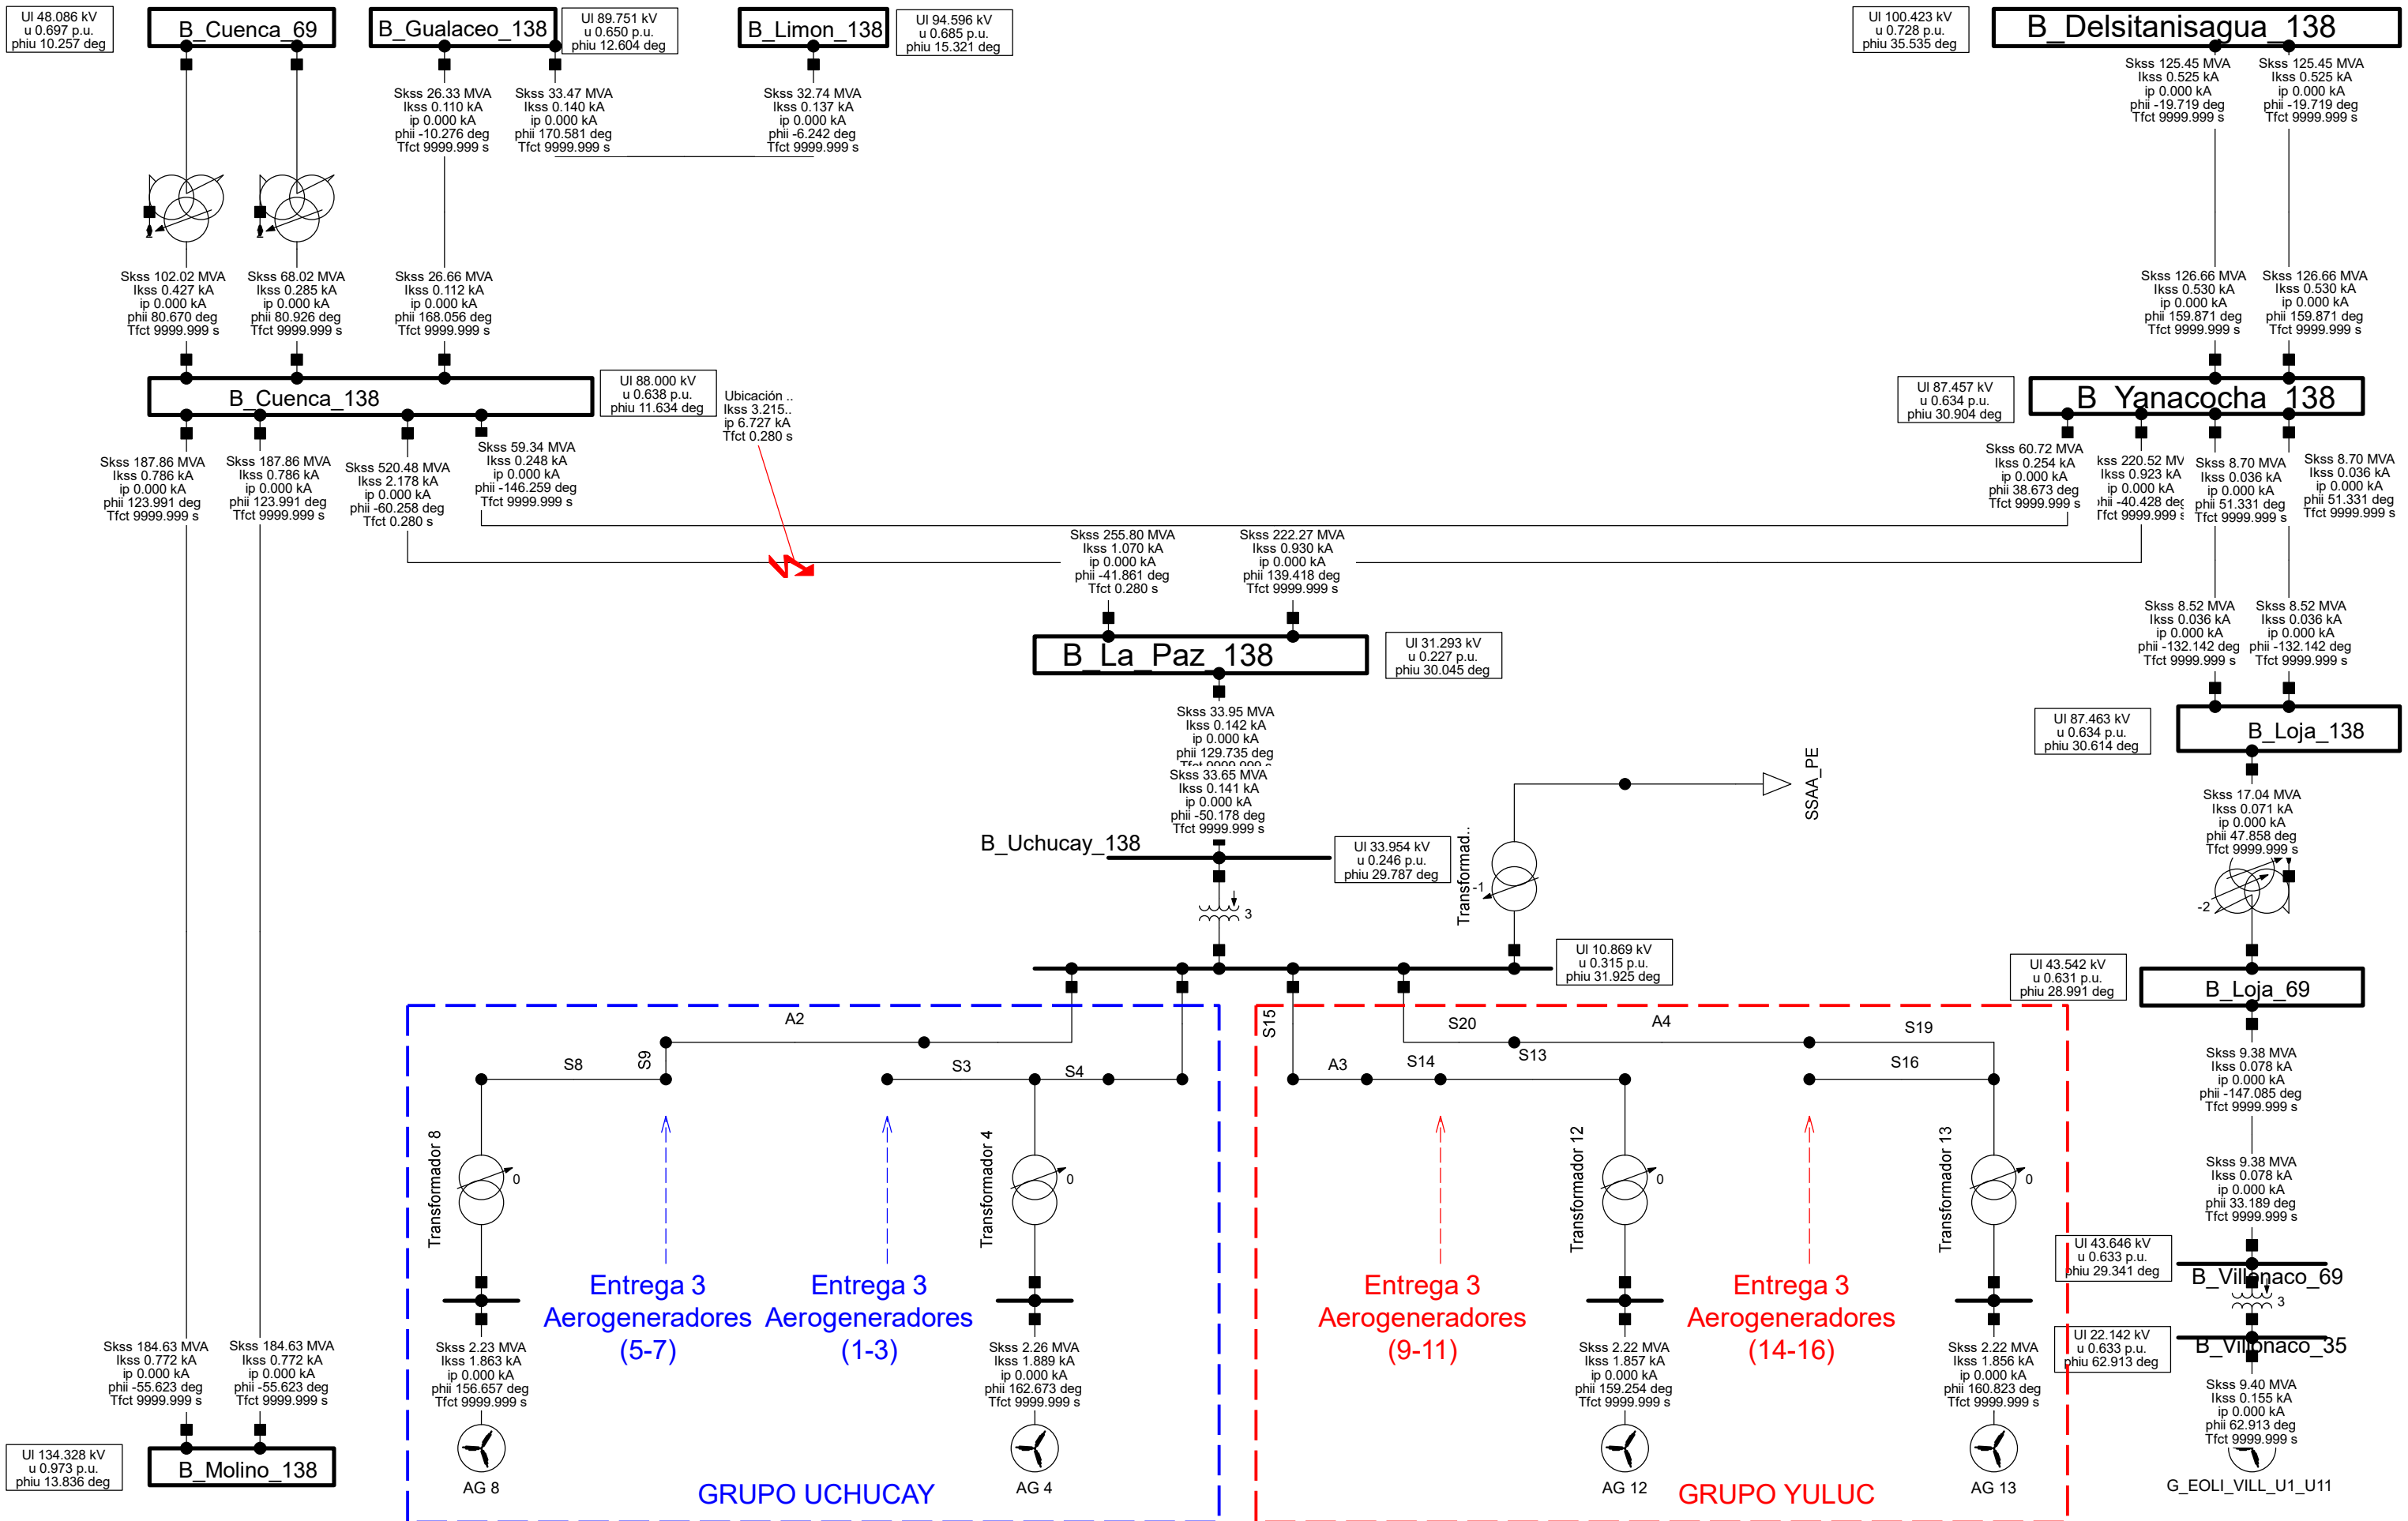 Ul 48.086 kV
u 0.697 p.u.
phiu 10.257 deg
B_Cuenca_69
B_Gualaceo_138
Ul 89.751 kV
u 0.650 p.u.
phiu 12.604 deg
B_Limon_138
Ul 94.596 kV
u 0.685 p.u.
phiu 15.321 deg
Ul 100.423 kV
u 0.728 p.u.
phiu 35.535 deg
B_Delsitanisagua_138
Skss 26.33 MVA
Ikss 0.110 kA
ip 0.000 kA
phii -10.276 deg
Tfct 9999.999 s
Skss 33.47 MVA
Ikss 0.140 kA
ip 0.000 kA
phii 170.581 deg
Tfct 9999.999 s
Skss 32.74 MVA
Ikss 0.137 kA
ip 0.000 kA
phii -6.242 deg
Tfct 9999.999 s
Skss 125.45 MVA
Ikss 0.525 kA
ip 0.000 kA
phii -19.719 deg
Tfct 9999.999 s
Skss 125.45 MVA
Ikss 0.525 kA
ip 0.000 kA
phii -19.719 deg
Tfct 9999.999 s
Skss 102.02 MVA
Ikss 0.427 kA
ip 0.000 kA
phii 80.670 deg
Tfct 9999.999 s
Skss 68.02 MVA
Ikss 0.285 kA
ip 0.000 kA
phii 80.926 deg
Tfct 9999.999 s
Skss 26.66 MVA
Ikss 0.112 kA
ip 0.000 kA
phii 168.056 deg
Tfct 9999.999 s
Skss 126.66 MVA
Ikss 0.530 kA
ip 0.000 kA
phii 159.871 deg
Tfct 9999.999 s
Skss 126.66 MVA
Ikss 0.530 kA
ip 0.000 kA
phii 159.871 deg
Tfct 9999.999 s
B_Cuenca_138
Ul 88.000 kV
u 0.638 p.u.
phiu 11.634 deg
Ubicación ..
Ikss 3.215..
ip 6.727 kA
Tfct 0.280 s
Ul 87.457 kV
u 0.634 p.u.
phiu 30.904 deg
B_Yanacocha_138
Skss 187.86 MVA
Ikss 0.786 kA
ip 0.000 kA
phii 123.991 deg
Tfct 9999.999 s
Skss 187.86 MVA
Ikss 0.786 kA
ip 0.000 kA
phii 123.991 deg
Tfct 9999.999 s
Skss 520.48 MVA
Ikss 2.178 kA
ip 0.000 kA
phii -60.258 deg
Tfct 0.280 s
Skss 59.34 MVA
Ikss 0.248 kA
ip 0.000 kA
phii -146.259 deg
Tfct 9999.999 s
Skss 60.72 MVA
Ikss 0.254 kA
ip 0.000 kA
phii 38.673 deg
Tfct 9999.999 s
kss 220.52 MV
Ikss 0.923 kA
ip 0.000 kA
phii -40.428 deg
Tfct 9999.999 s
Skss 8.70 MVA
Ikss 0.036 kA
ip 0.000 kA
phii 51.331 deg
Tfct 9999.999 s
Skss 8.70 MVA
Ikss 0.036 kA
ip 0.000 kA
phii 51.331 deg
Tfct 9999.999 s
Skss 255.80 MVA
Ikss 1.070 kA
ip 0.000 kA
phii -41.861 deg
Tfct 0.280 s
Skss 222.27 MVA
Ikss 0.930 kA
ip 0.000 kA
phii 139.418 deg
Tfct 9999.999 s
Skss 8.52 MVA
Ikss 0.036 kA
ip 0.000 kA
phii -132.142 deg
Tfct 9999.999 s
Skss 8.52 MVA
Ikss 0.036 kA
ip 0.000 kA
phii -132.142 deg
Tfct 9999.999 s
B_La_Paz_138
Ul 31.293 kV
u 0.227 p.u.
phiu 30.045 deg
Ul 87.463 kV
u 0.634 p.u.
phiu 30.614 deg
B_Loja_138
Skss 33.95 MVA
Ikss 0.142 kA
ip 0.000 kA
phii 129.735 deg
Tfct 9999.999 s
Skss 33.65 MVA
Ikss 0.141 kA
ip 0.000 kA
phii -50.178 deg
Tfct 9999.999 s
SSAA_PE
Skss 17.04 MVA
Ikss 0.071 kA
ip 0.000 kA
phii 47.858 deg
Tfct 9999.999 s
B_Uchucay_138
Ul 33.954 kV
u 0.246 p.u.
phiu 29.787 deg
Transformad..
-1
3
-2
Ul 10.869 kV
u 0.315 p.u.
phiu 31.925 deg
Ul 43.542 kV
u 0.631 p.u.
phiu 28.991 deg
B_Loja_69
A2
S9
S8
S3
S4
S15
S20
A4
S19
A3
S14
S13
S16
Skss 9.38 MVA
Ikss 0.078 kA
ip 0.000 kA
phii -147.085 deg
Tfct 9999.999 s
Transformador 8
0
Transformador 4
0
Transformador 12
0
Transformador 13
0
Skss 9.38 MVA
Ikss 0.078 kA
ip 0.000 kA
phii 33.189 deg
Tfct 9999.999 s
Entrega 3
Aerogeneradores
(5-7)
Entrega 3
Aerogeneradores
(1-3)
Entrega 3
Aerogeneradores
(9-11)
Entrega 3
Aerogeneradores
(14-16)
Ul 43.646 kV
u 0.633 p.u.
phiu 29.341 deg
B_Villonaco_69
3
Ul 22.142 kV
u 0.633 p.u.
phiu 62.913 deg
B_Villonaco_35
Skss 184.63 MVA
Ikss 0.772 kA
ip 0.000 kA
phii -55.623 deg
Tfct 9999.999 s
Skss 184.63 MVA
Ikss 0.772 kA
ip 0.000 kA
phii -55.623 deg
Tfct 9999.999 s
Skss 2.23 MVA
Ikss 1.863 kA
ip 0.000 kA
phii 156.657 deg
Tfct 9999.999 s
Skss 2.26 MVA
Ikss 1.889 kA
ip 0.000 kA
phii 162.673 deg
Tfct 9999.999 s
Skss 2.22 MVA
Ikss 1.857 kA
ip 0.000 kA
phii 159.254 deg
Tfct 9999.999 s
Skss 2.22 MVA
Ikss 1.856 kA
ip 0.000 kA
phii 160.823 deg
Tfct 9999.999 s
Skss 9.40 MVA
Ikss 0.155 kA
ip 0.000 kA
phii 62.913 deg
Tfct 9999.999 s
Ul 134.328 kV
u 0.973 p.u.
phiu 13.836 deg
B_Molino_138
AG 8
AG 4
AG 12
AG 13
G_EOLI_VILL_U1_U11
GRUPO UCHUCAY
GRUPO YULUC